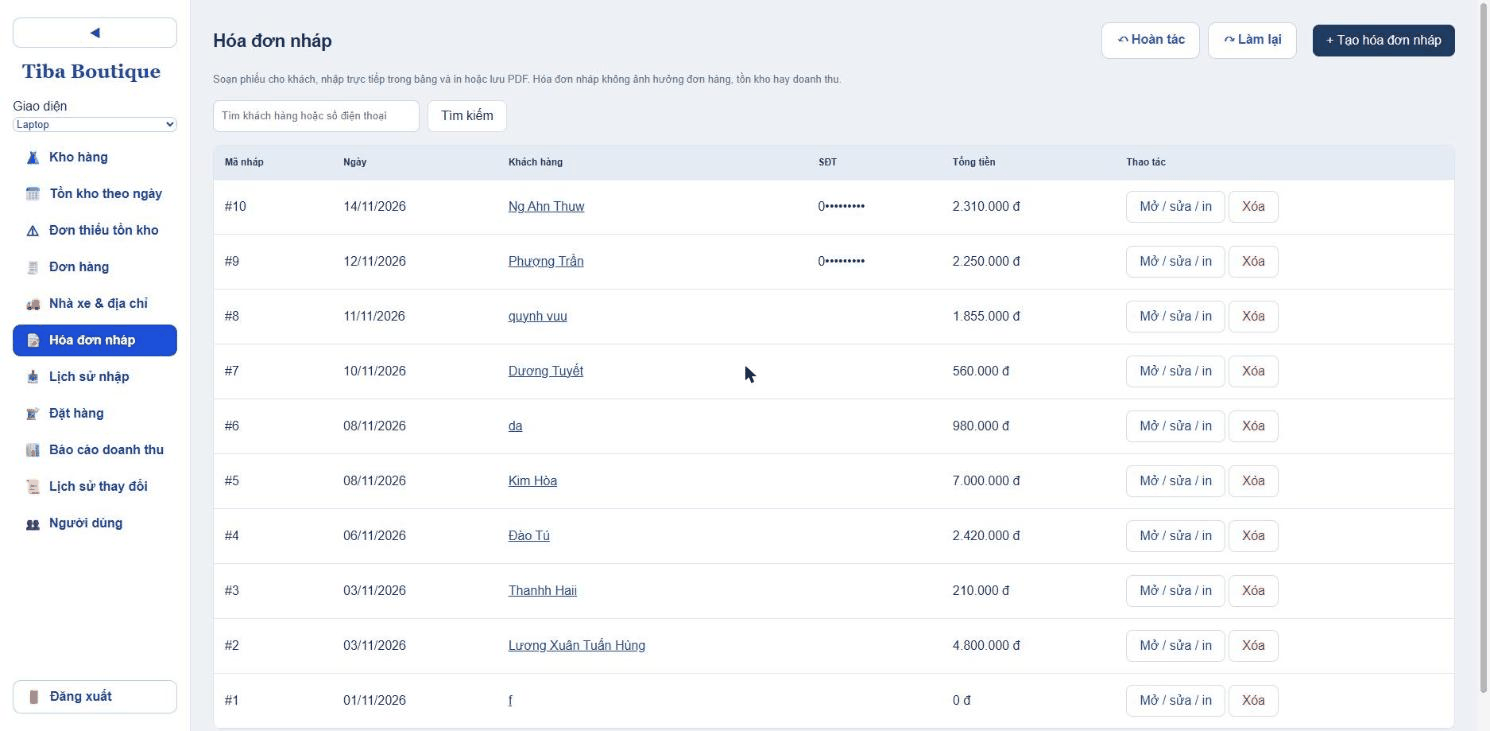 ◀
Tiba Boutique
Giao diện
Laptop
Kho hàng
Tồn kho theo ngày
Đơn thiếu tồn kho
Đơn hàng
Nhà xe & địa chỉ
Hóa đơn nháp
Lịch sử nhập
Đặt hàng
Báo cáo doanh thu
Lịch sử thay đổi
Người dùng
Đăng xuất
Hóa đơn nháp
↶ Hoàn tác ↷ Làm lại + Tạo hóa đơn nháp
Soạn phiếu cho khách, nhập trực tiếp trong bảng và in hoặc lưu PDF. Hóa đơn nháp không ảnh hưởng đơn hàng, tồn kho hay doanh thu.
Tìm khách hàng hoặc số điện thoại Tìm kiếm
Mã nháp Ngày Khách hàng SĐT Tổng tiền Thao tác
#10 14/11/2026 Ng Ahn Thuw 0••••••••• 2.310.000 đ Mở / sửa / in Xóa
#9 12/11/2026 Phượng Trần 0••••••••• 2.250.000 đ Mở / sửa / in Xóa
#8 11/11/2026 quynh vuu 1.855.000 đ Mở / sửa / in Xóa
#7 10/11/2026 Dương Tuyết 560.000 đ Mở / sửa / in Xóa
#6 08/11/2026 da 980.000 đ Mở / sửa / in Xóa
#5 08/11/2026 Kim Hòa 7.000.000 đ Mở / sửa / in Xóa
#4 06/11/2026 Đào Tú 2.420.000 đ Mở / sửa / in Xóa
#3 03/11/2026 Thanhh Haii 210.000 đ Mở / sửa / in Xóa
#2 03/11/2026 Lương Xuân Tuấn Hùng 4.800.000 đ Mở / sửa / in Xóa
#1 01/11/2026 f 0 đ Mở / sửa / in Xóa